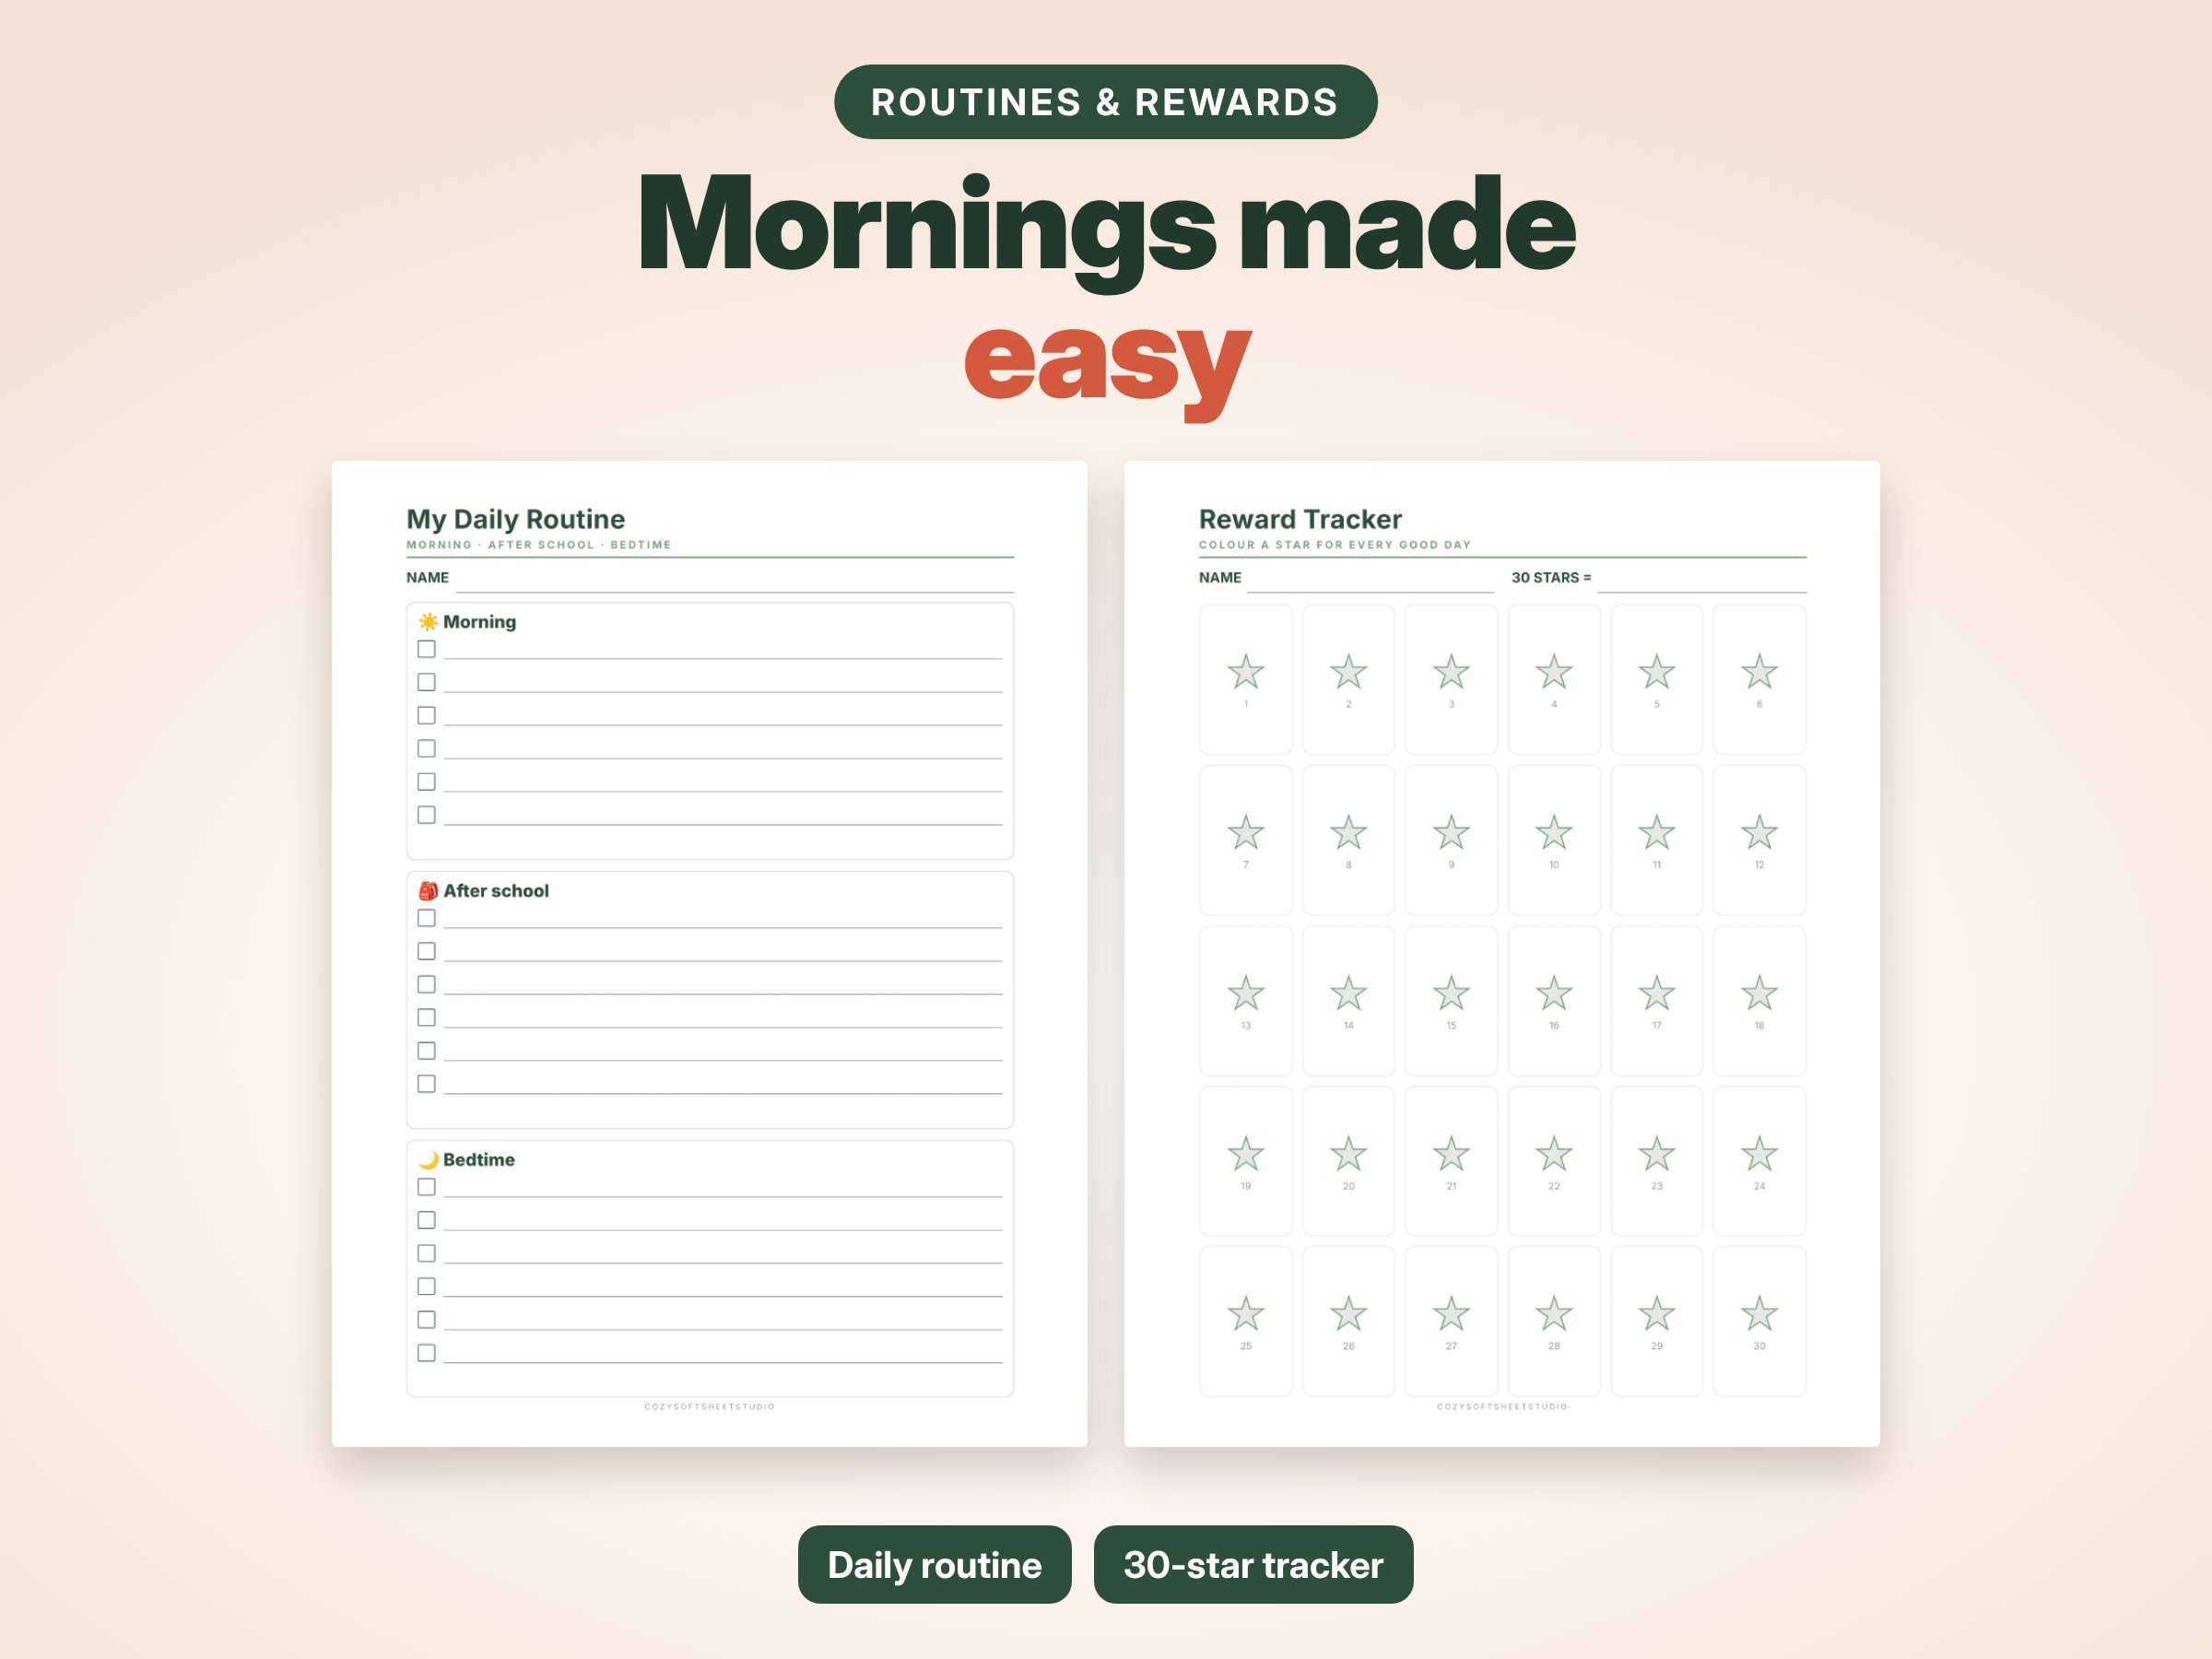 ROUTINES & REWARDS
Mornings made
easy
My Daily Routine
MORNING · AFTER SCHOOL · BEDTIME
NAME
☀️ Morning
🎒 After school
🌙 Bedtime
COZYSOFTSHEETSTUDIO
Reward Tracker
COLOUR A STAR FOR EVERY GOOD DAY
NAME 30 STARS =
1 2 3 4 5 6
7 8 9 10 11 12
13 14 15 16 17 18
19 20 21 22 23 24
25 26 27 28 29 30
COZYSOFTSHEETSTUDIO
Daily routine
30-star tracker